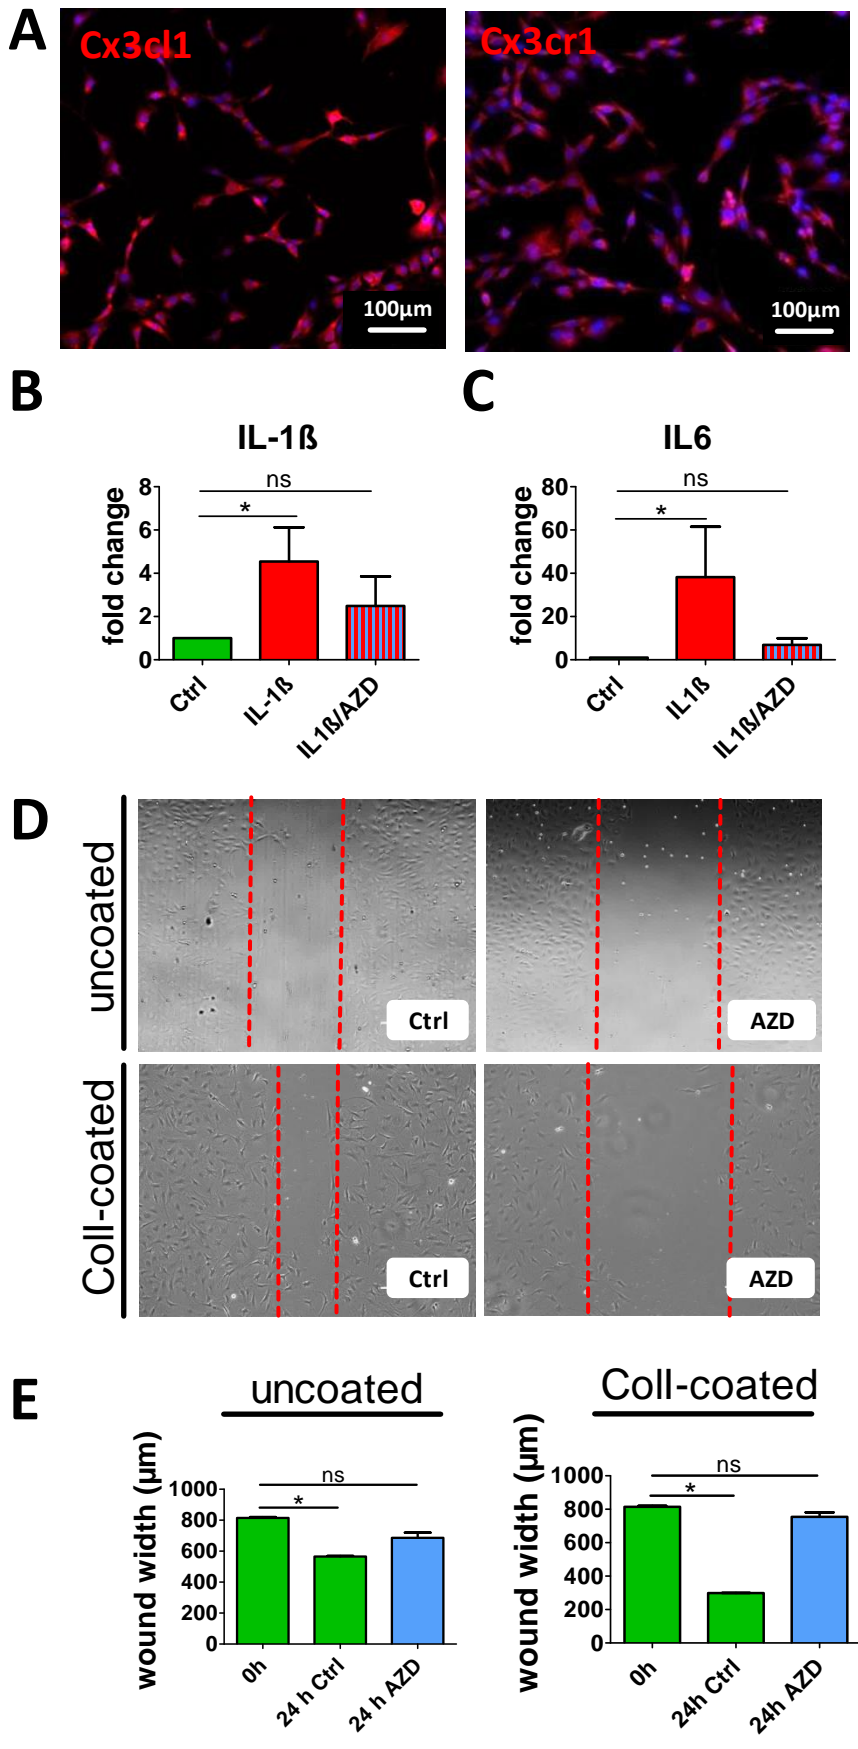 A
Cx3cl1
Cx3cr1
100µm
100µm
B
C
IL-1ß
IL6
fold change
8
6
4
2
0
ns
*
Ctrl
IL-1ß
IL1ß/AZD
fold change
80
60
40
20
0
ns
*
Ctrl
IL1ß
IL1ß/AZD
D
uncoated
Ctrl
AZD
Coll-coated
Ctrl
AZD
E
uncoated
Coll-coated
wound width (µm)
1000
800
600
400
200
0
ns
*
0h
24 h Ctrl
24 h AZD
wound width (µm)
1000
800
600
400
200
0
ns
*
0h
24h Ctrl
24h AZD